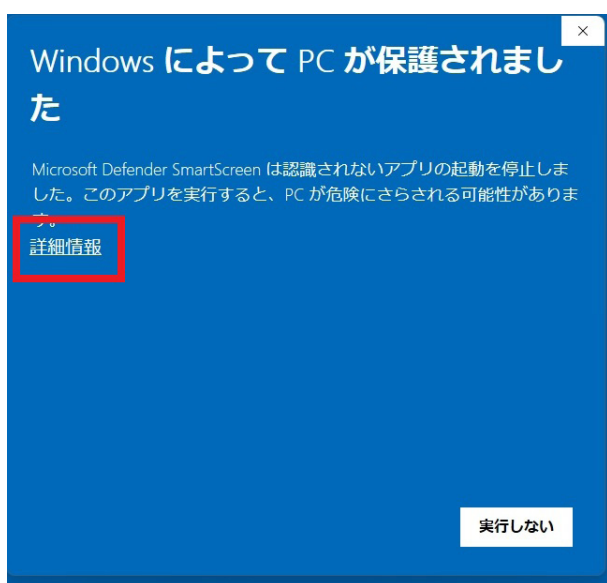 Windows によって PC が保護されまし
た
Microsoft Defender SmartScreen は認識されないアプリの起動を停止しま
した。このアプリを実行すると、PC が危険にさらされる可能性がありま
す。
詳細情報
実行しない